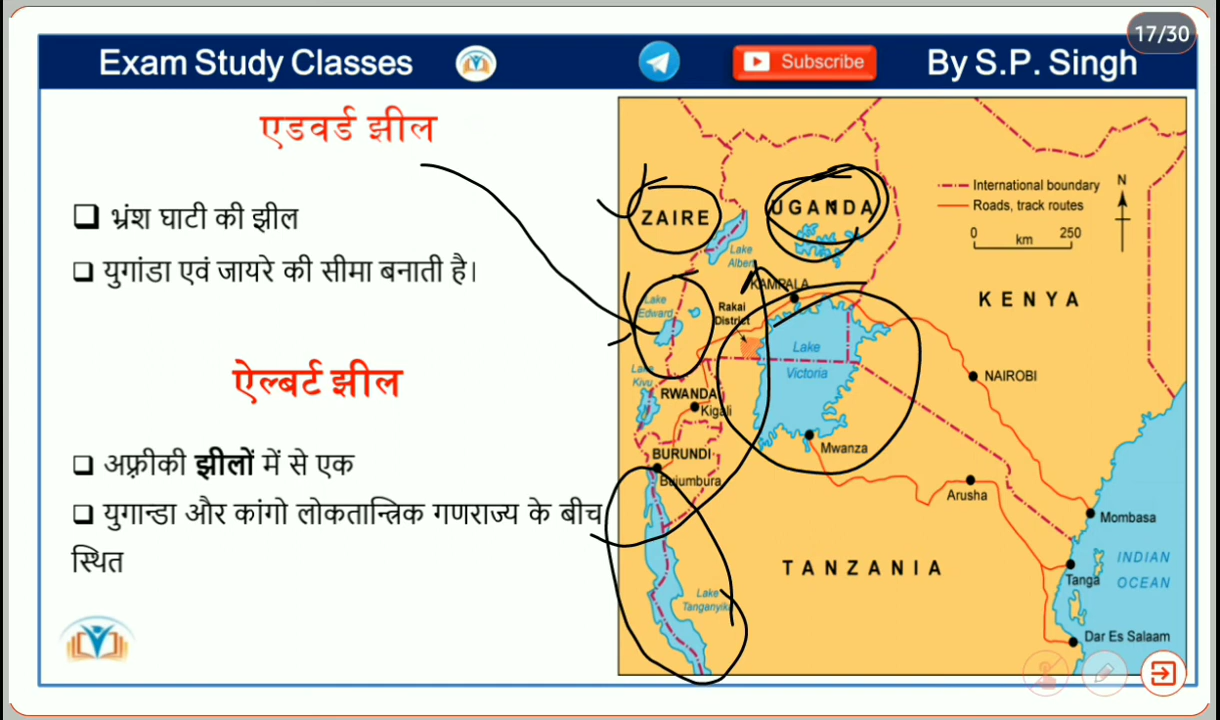 17/30
Exam Study Classes
Subscribe
By S.P. Singh
एडवर्ड झील
भ्रंश घाटी की झील
युगांडा एवं जायरे की सीमा बनाती है।
ऐल्बर्ट झील
अफ़्रीकी झीलों में से एक
युगान्डा और कांगो लोकतान्त्रिक गणराज्य के बीच
स्थित
ZAIRE
UGANDA
International boundary
Roads, track routes
N
0 250
km
Lake
Albert
KAMPALA
KENYA
Lake
Edward
Rakai
District
Lake
Victoria
Lake
Kivu
NAIROBI
RWANDA
Kigali
Mwanza
BURUNDI
Bujumbura
Arusha
Mombasa
TANZANIA
INDIAN
OCEAN
Tanga
Lake
Tanganyika
Dar Es Salaam